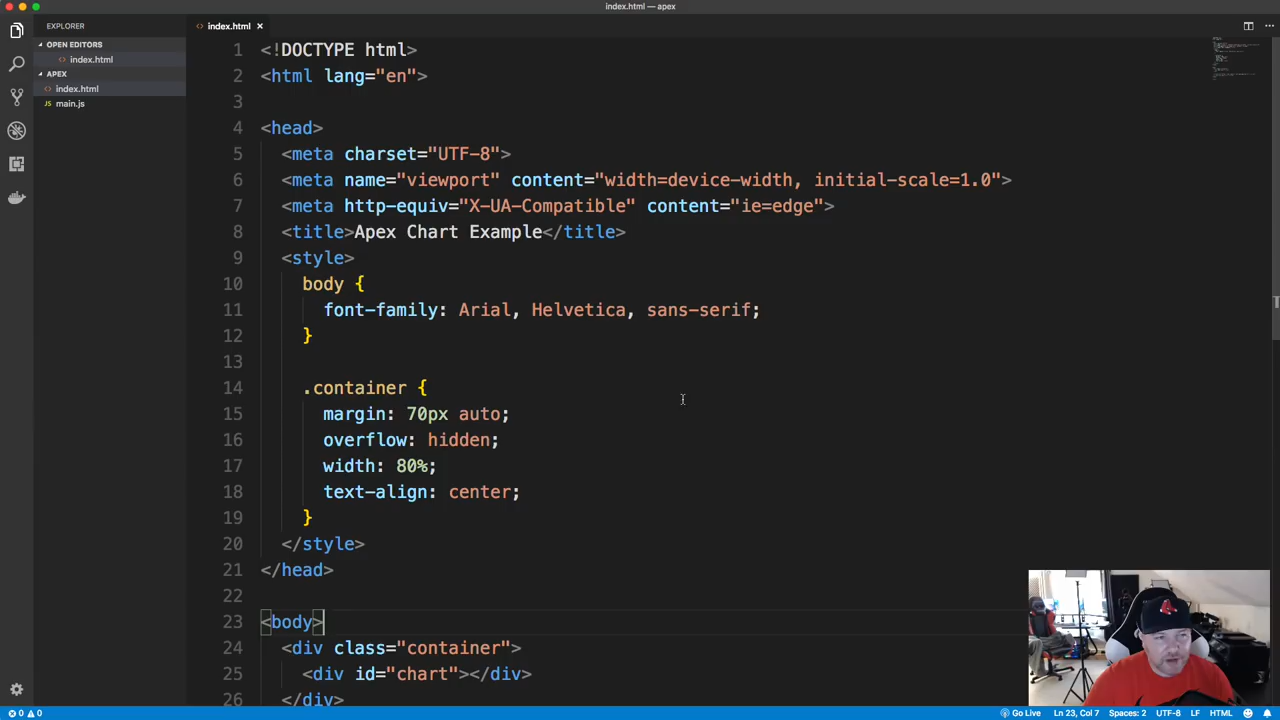 index.html — apex
EXPLORER
OPEN EDITORS
index.html
APEX
index.html
main.js
index.html
1 <!DOCTYPE html>
2 <html lang="en">
3
4 <head>
5 <meta charset="UTF-8">
6 <meta name="viewport" content="width=device-width, initial-scale=1.0">
7 <meta http-equiv="X-UA-Compatible" content="ie=edge">
8 <title>Apex Chart Example</title>
9 <style>
10 body {
11 font-family: Arial, Helvetica, sans-serif;
12 }
13
14 .container {
15 margin: 70px auto;
16 overflow: hidden;
17 width: 80%;
18 text-align: center;
19 }
20 </style>
21 </head>
22
23 <body>
24 <div class="container">
25 <div id="chart"></div>
26 </div>
0 0
Go Live Ln 23, Col 7 Spaces: 2 UTF-8 LF HTML